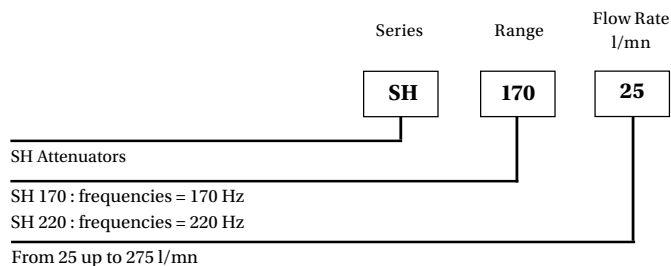 Series Range Flow Rate
l/mn
SH 170 25
SH Attenuators
SH 170 : frequencies = 170 Hz
SH 220 : frequencies = 220 Hz
From 25 up to 275 l/mn